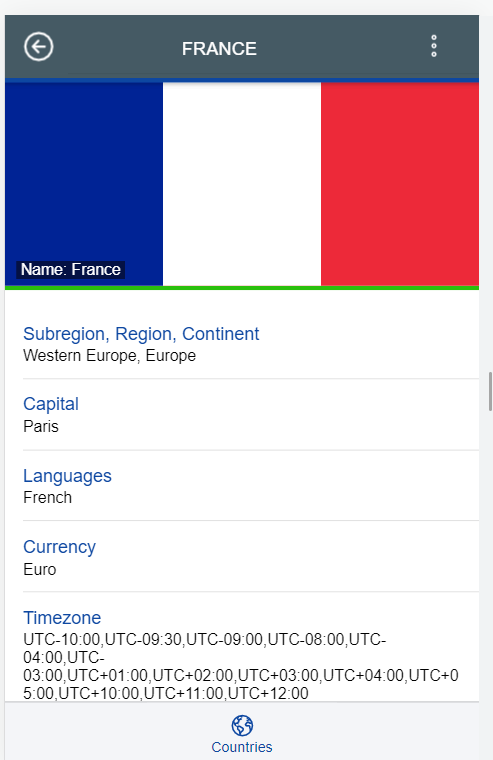 FRANCE
Name: France
Subregion, Region, Continent
Western Europe, Europe
Capital
Paris
Languages
French
Currency
Euro
Timezone
UTC-10:00,UTC-09:30,UTC-09:00,UTC-08:00,UTC-
04:00,UTC-
03:00,UTC+01:00,UTC+02:00,UTC+03:00,UTC+04:00,UTC+0
5:00,UTC+10:00,UTC+11:00,UTC+12:00
Countries